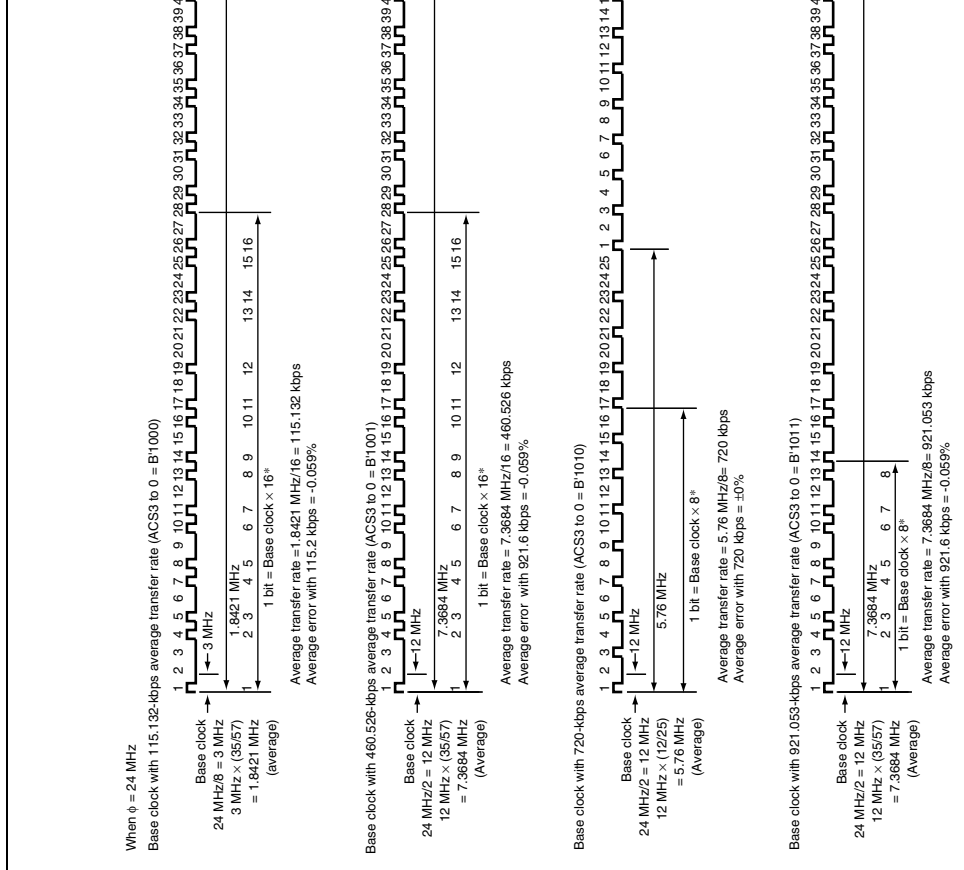 When ϕ = 24 MHz
Base clock with 115.132-kbps average transfer rate (ACS3 to 0 = B'1000)
1 2 3 4 5 6 7 8 9 10 11 12 13 14 15 16 17 18 19 20 21 22 23 24 25 26 27 28 29 30 31 32 33 34 35 36 37 38 39 4
Base clock
24 MHz/8 = 3 MHz
3 MHz × (35/57)
= 1.8421 MHz
(average)
3 MHz
1.8421 MHz
1 2 3 4 5 6 7 8 9 10 11 12 13 14 15 16
1 bit = Base clock × 16*
Average transfer rate =1.8421 MHz/16 = 115.132 kbps
Average error with 115.2 kbps = -0.059%
Base clock with 460.526-kbps average transfer rate (ACS3 to 0 = B'1001)
1 2 3 4 5 6 7 8 9 10 11 12 13 14 15 16 17 18 19 20 21 22 23 24 25 26 27 28 29 30 31 32 33 34 35 36 37 38 39 4
Base clock
24 MHz/2 = 12 MHz
12 MHz × (35/57)
= 7.3684 MHz
(Average)
12 MHz
7.3684 MHz
1 2 3 4 5 6 7 8 9 10 11 12 13 14 15 16
1 bit = Base clock × 16*
Average transfer rate = 7.3684 MHz/16 = 460.526 kbps
Average error with 921.6 kbps = -0.059%
Base clock with 720-kbps average transfer rate (ACS3 to 0 = B'1010)
1 2 3 4 5 6 7 8 9 10 11 12 13 14 15 16 17 18 19 20 21 22 23 24 25 1 2 3 4 5 6 7 8 9 10 11 12 13 14 1
Base clock
24 MHz/2 = 12 MHz
12 MHz × (12/25)
= 5.76 MHz
(Average)
12 MHz
5.76 MHz
1 bit = Base clock × 8*
Average transfer rate = 5.76 MHz/8= 720 kbps
Average error with 720 kbps = ±0%
Base clock with 921.053-kbps average transfer rate (ACS3 to 0 = B'1011)
1 2 3 4 5 6 7 8 9 10 11 12 13 14 15 16 17 18 19 20 21 22 23 24 25 26 27 28 29 30 31 32 33 34 35 36 37 38 39 4
Base clock
24 MHz/2 = 12 MHz
12 MHz × (35/57)
= 7.3684 MHz
(Average)
12 MHz
7.3684 MHz
1 2 3 4 5 6 7 8
1 bit = Base clock × 8*
Average transfer rate = 7.3684 MHz/8= 921.053 kbps
Average error with 921.6 kbps = -0.059%